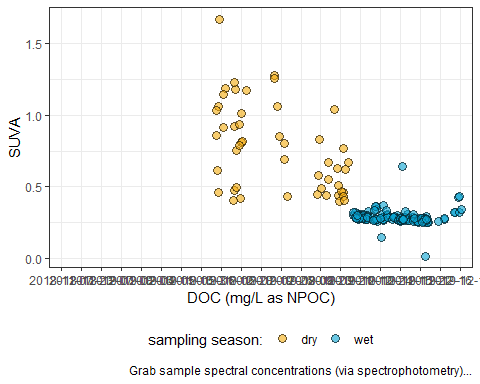 1.5
1.0
SUVA
0.5
0.0
DOC (mg/L as NPOC)
sampling season: dry wet
Grab sample spectral concentrations (via spectrophotometry)...